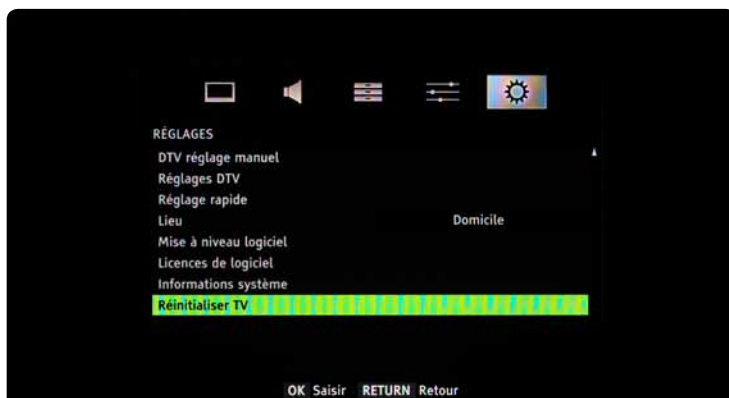 RÉGLAGES
DTV réglage manuel
Réglages DTV
Réglage rapide
Lieu Domicile
Mise à niveau logiciel
Licences de logiciel
Informations système
Réinitialiser TV
OK Saisir RETURN Retour